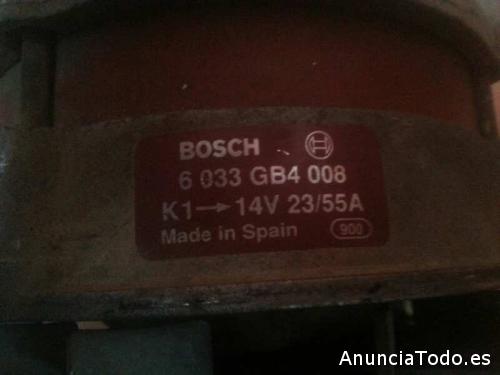 BOSCH
6 033 GB4 008
K1→14V 23/55A
Made in Spain 900
AnunciaTodo.es